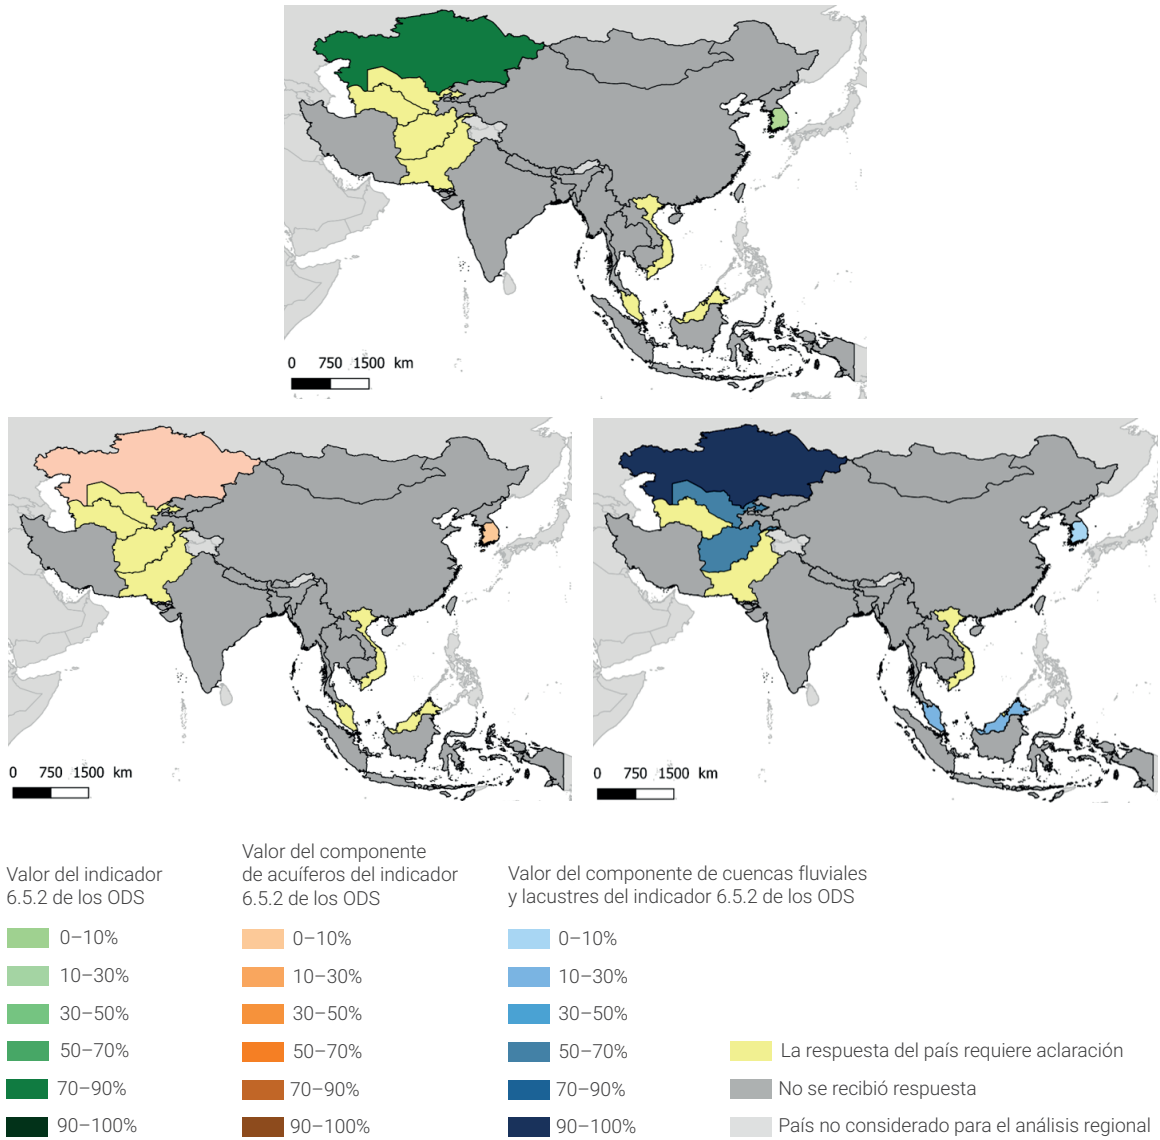 0 750 1500 km
0 750 1500 km
0 750 1500 km
Valor del indicador
6.5.2 de los ODS
0–10%
10–30%
30–50%
50–70%
70–90%
90–100%
Valor del componente
de acuíferos del indicador
6.5.2 de los ODS
0–10%
10–30%
30–50%
50–70%
70–90%
90–100%
Valor del componente de cuencas fluviales
y lacustres del indicador 6.5.2 de los ODS
0–10%
10–30%
30–50%
50–70%
70–90%
90–100%
La respuesta del país requiere aclaración
No se recibió respuesta
País no considerado para el análisis regional